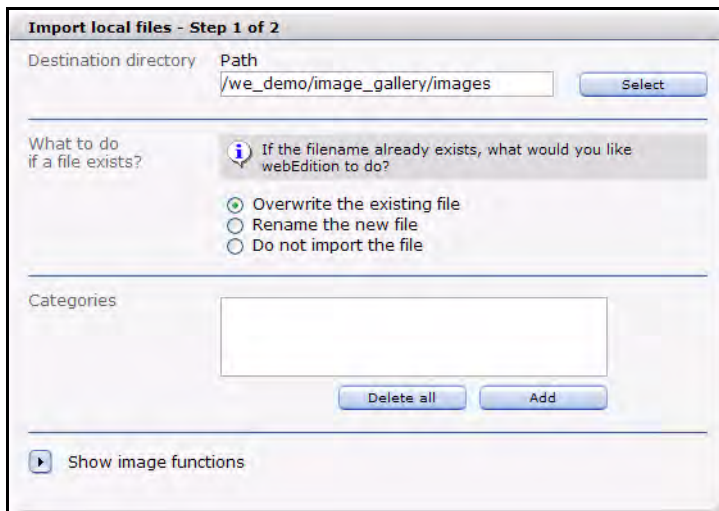 Import local files - Step 1 of 2
Destination directory
Path
/we_demo/image_gallery/images
Select
What to do
if a file exists?
If the filename already exists, what would you like
webEdition to do?
Overwrite the existing file
Rename the new file
Do not import the file
Categories
Delete all
Add
Show image functions